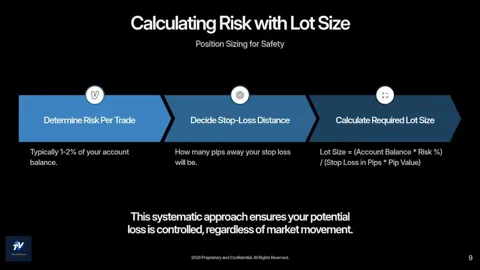 Calculating Risk with Lot Size
Position Sizing for Safety
Determine Risk Per Trade
Decide Stop-Loss Distance
Calculate Required Lot Size
Typically 1-2% of your account
balance.
How many pips away your stop loss
will be.
Lot Size = (Account Balance * Risk %)
/ (Stop Loss in Pips * Pip Value)
This systematic approach ensures your potential
loss is controlled, regardless of market movement.
2026 Proprietary and Confidential. All Rights Reserved.
9